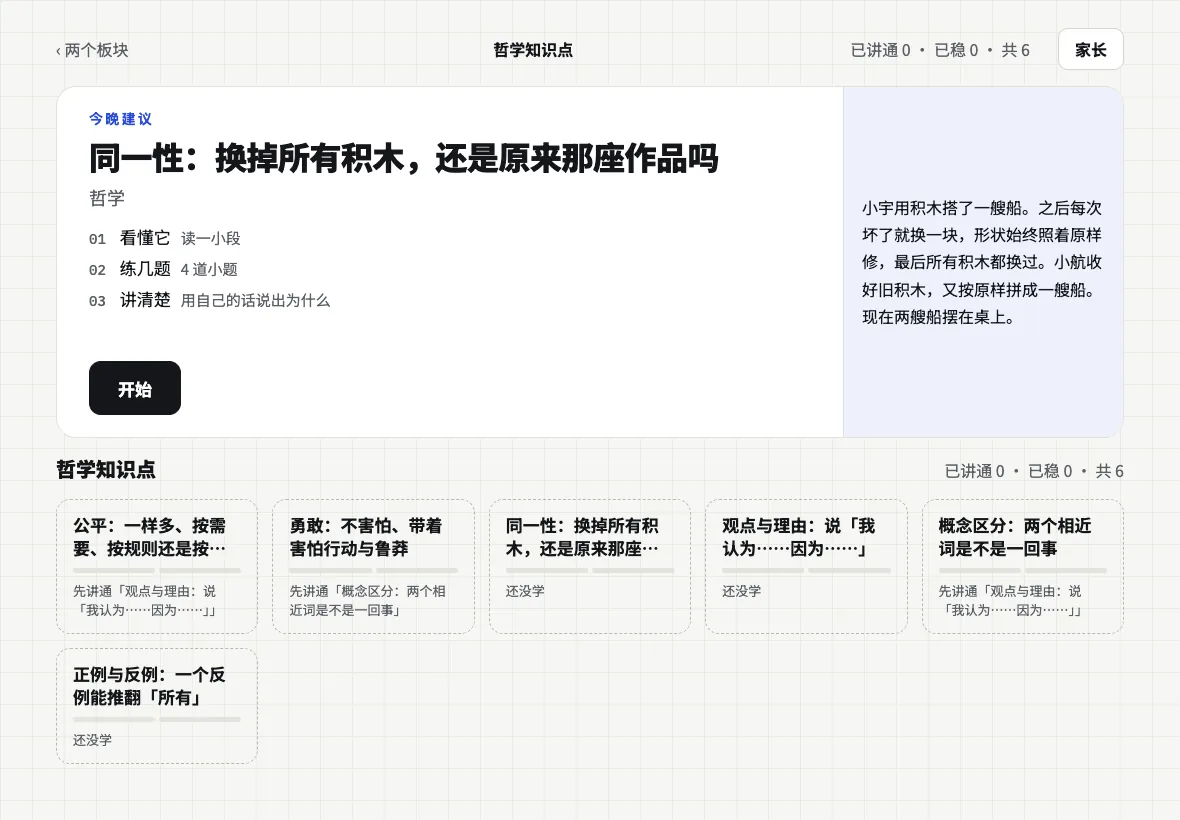 ‹ 两个板块
哲学知识点
已讲通 0 • 已稳 0 • 共 6
家长
今晚建议
同一性：换掉所有积木，还是原来那座作品吗
哲学
01 看懂它 读一小段
02 练几题 4 道小题
03 讲清楚 用自己的话说出为什么
开始
小宇用积木搭了一艘船。之后每次
坏了就换一块，形状始终照着原样
修，最后所有积木都换过。小航收
好旧积木，又按原样拼成一艘船。
现在两艘船摆在桌上。
哲学知识点
已讲通 0 • 已稳 0 • 共 6
公平：一样多、按需
要、按规则还是按…
先讲通「观点与理由：说
「我认为……因为……」」
勇敢：不害怕、带着
害怕行动与鲁莽
先讲通「概念区分：两个相
近词是不是一回事」
同一性：换掉所有积
木，还是原来那座…
还没学
观点与理由：说「我
认为……因为……」
还没学
概念区分：两个相近
词是不是一回事
先讲通「观点与理由：说
「我认为……因为……」」
正例与反例：一个反
例能推翻「所有」
还没学